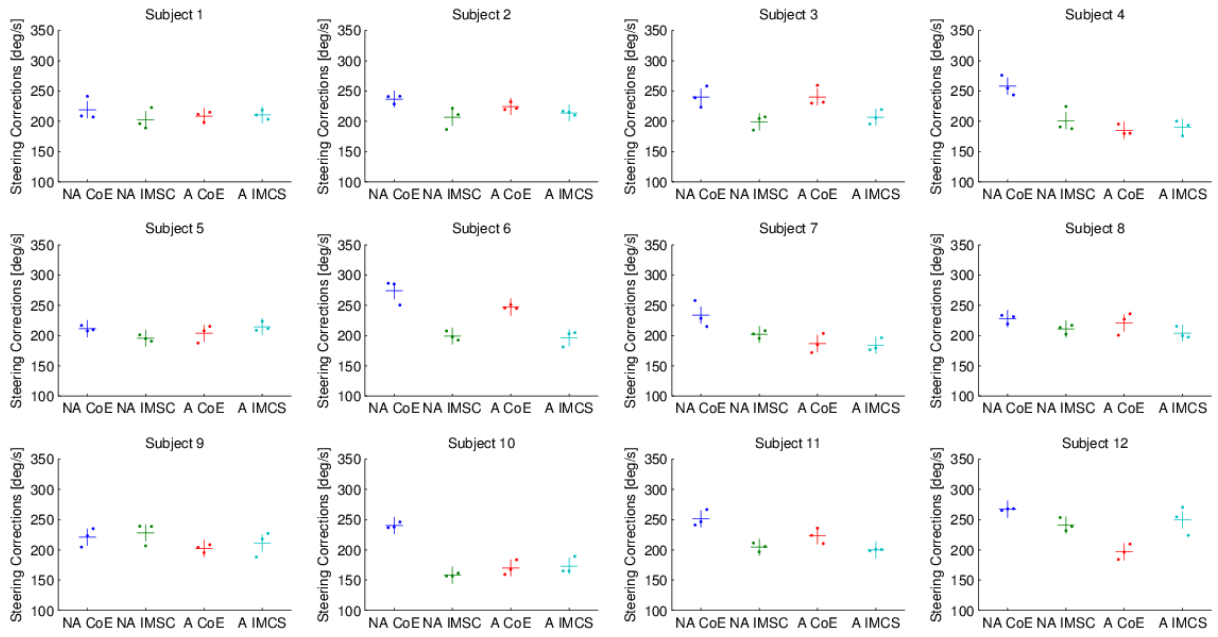 Subject 1
Steering Corrections [deg/s]
350
300
250
200
150
100
NA CoE NA IMSC A CoE A IMCS
Subject 2
Steering Corrections [deg/s]
350
300
250
200
150
100
NA CoE NA IMSC A CoE A IMCS
Subject 3
Steering Corrections [deg/s]
350
300
250
200
150
100
NA CoE NA IMSC A CoE A IMCS
Subject 4
Steering Corrections [deg/s]
350
300
250
200
150
100
NA CoE NA IMSC A CoE A IMCS
Subject 5
Steering Corrections [deg/s]
350
300
250
200
150
100
NA CoE NA IMSC A CoE A IMCS
Subject 6
Steering Corrections [deg/s]
350
300
250
200
150
100
NA CoE NA IMSC A CoE A IMCS
Subject 7
Steering Corrections [deg/s]
350
300
250
200
150
100
NA CoE NA IMSC A CoE A IMCS
Subject 8
Steering Corrections [deg/s]
350
300
250
200
150
100
NA CoE NA IMSC A CoE A IMCS
Subject 9
Steering Corrections [deg/s]
350
300
250
200
150
100
NA CoE NA IMSC A CoE A IMCS
Subject 10
Steering Corrections [deg/s]
350
300
250
200
150
100
NA CoE NA IMSC A CoE A IMCS
Subject 11
Steering Corrections [deg/s]
350
300
250
200
150
100
NA CoE NA IMSC A CoE A IMCS
Subject 12
Steering Corrections [deg/s]
350
300
250
200
150
100
NA CoE NA IMSC A CoE A IMCS